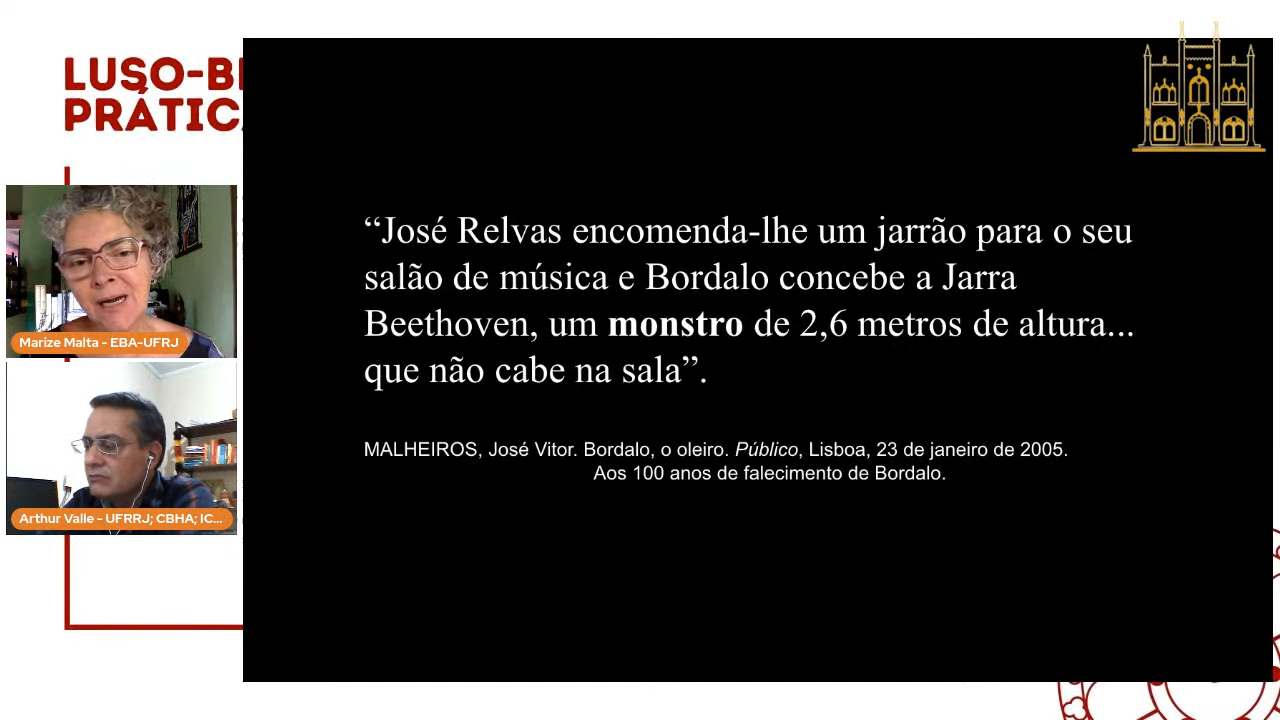 LUSO-B
PRÁTIC
“José Relvas encomenda-lhe um jarrão para o seu
salão de música e Bordalo concebe a Jarra
Beethoven, um monstro de 2,6 metros de altura...
que não cabe na sala”.
MALHEIROS, José Vitor. Bordalo, o oleiro. Público, Lisboa, 23 de janeiro de 2005.
Aos 100 anos de falecimento de Bordalo.
Marize Malta - EBA-UFRJ
Arthur Valle - UFRRJ; CBHA; IC...